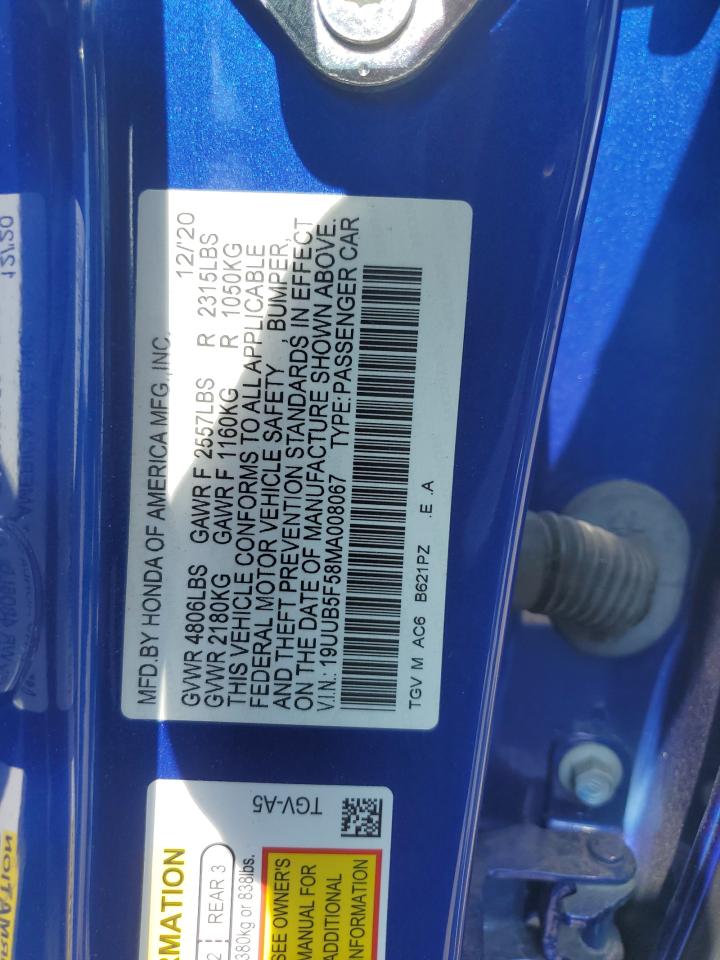 MFD.BY HONDA OF AMERICA MFG.,INC. 12/'20
GVWR 4806LBS GAWR F 2557LBS R 2315LBS
GVWR 2180KG GAWR F 1160KG R 1050KG
THIS VEHICLE CONFORMS TO ALL APPLICABLE
FEDERAL MOTOR VEHICLE SAFETY , BUMPER,
AND THEFT PREVENTION STANDARDS IN EFFECT
ON THE DATE OF MANUFACTURE SHOWN ABOVE.
V.I.N.: 19UUB5F58MA008067 TYPE:PASSENGER CAR
TGV M AC6 B621PZ .E .A
TGV-A5
RMATION
2 REAR 3
380kg or 838lbs.
SEE OWNER'S
MANUAL FOR
ADDITIONAL
INFORMATION
12/'20